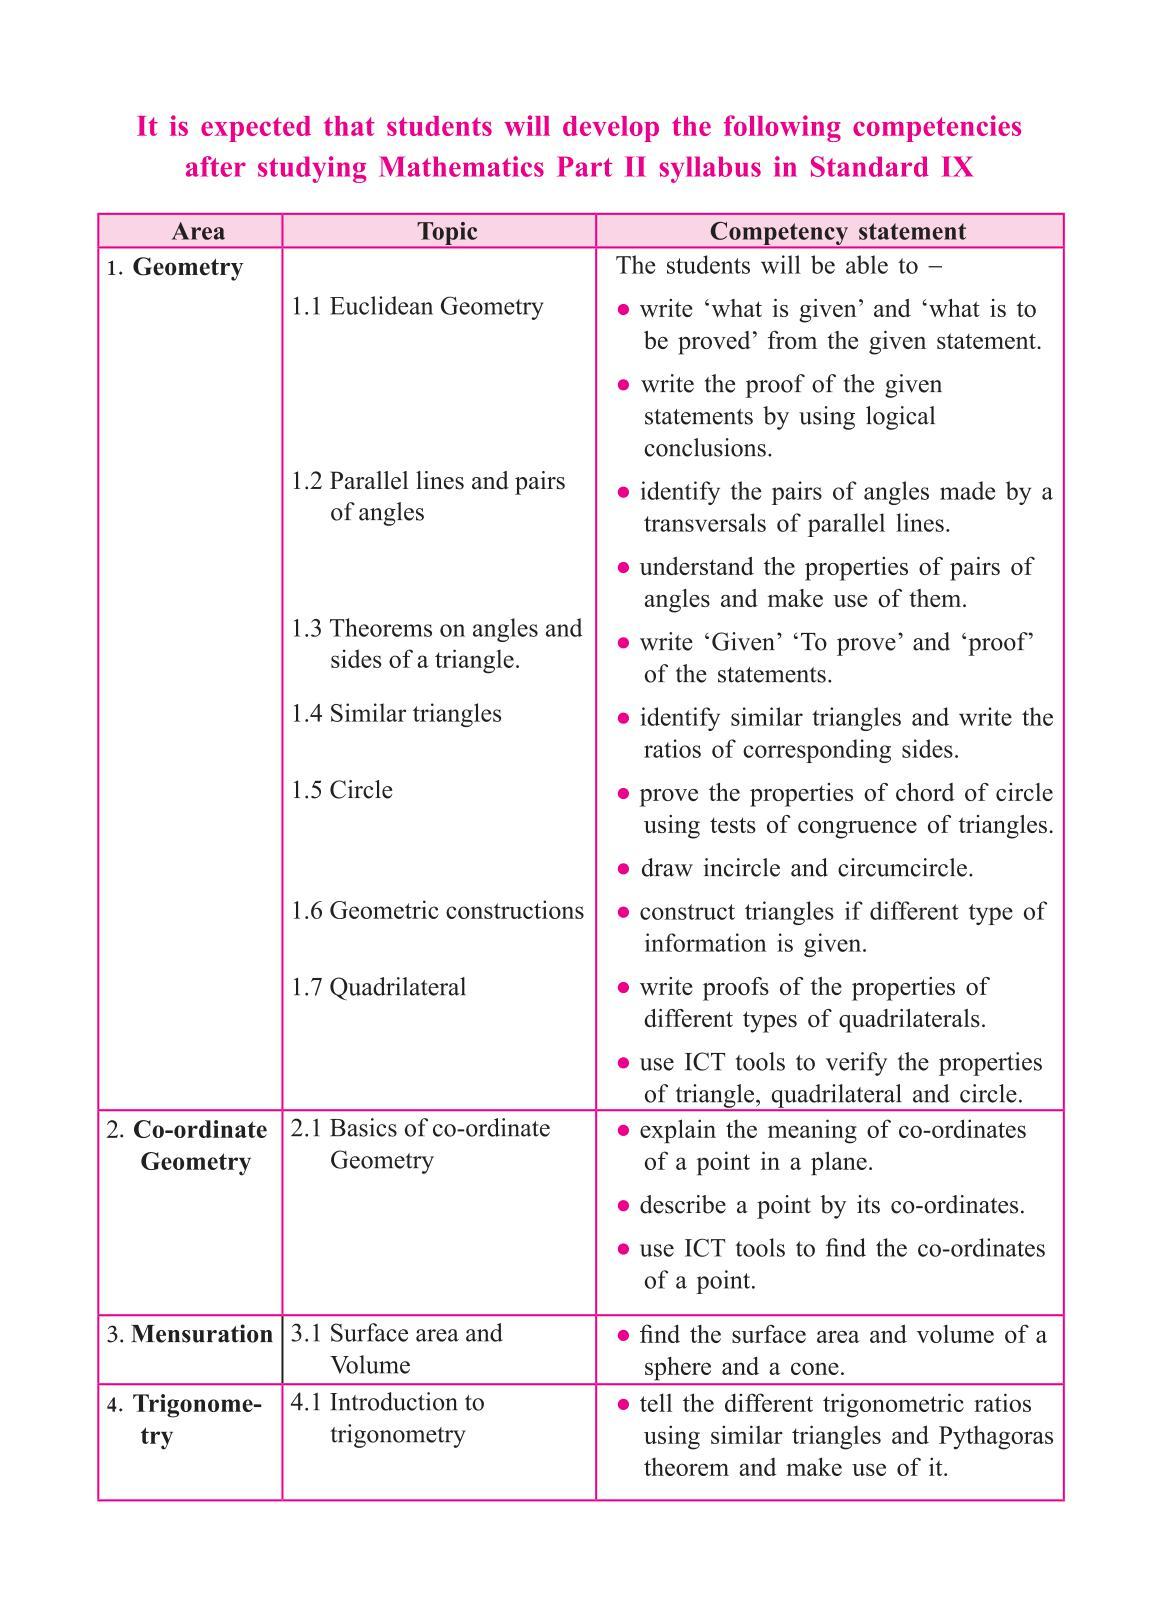 It is expected that students will develop the following competencies
after studying Mathematics Part II syllabus in Standard IX
Area Topic Competency statement
1. Geometry
The students will be able to –
1.1 Euclidean Geometry
● write ‘what is given’ and ‘what is to
be proved’ from the given statement.
● write the proof of the given
statements by using logical
conclusions.
1.2 Parallel lines and pairs
of angles
● identify the pairs of angles made by a
transversals of parallel lines.
● understand the properties of pairs of
angles and make use of them.
1.3 Theorems on angles and
sides of a triangle.
● write ‘Given’ ‘To prove’ and ‘proof’
of the statements.
1.4 Similar triangles
● identify similar triangles and write the
ratios of corresponding sides.
1.5 Circle
● prove the properties of chord of circle
using tests of congruence of triangles.
● draw incircle and circumcircle.
1.6 Geometric constructions
● construct triangles if different type of
information is given.
1.7 Quadrilateral
● write proofs of the properties of
different types of quadrilaterals.
● use ICT tools to verify the properties
of triangle, quadrilateral and circle.
2. Co-ordinate
Geometry
2.1 Basics of co-ordinate
Geometry
● explain the meaning of co-ordinates
of a point in a plane.
● describe a point by its co-ordinates.
● use ICT tools to find the co-ordinates
of a point.
3. Mensuration
3.1 Surface area and
Volume
● find the surface area and volume of a
sphere and a cone.
4. Trigonome-
try
4.1 Introduction to
trigonometry
● tell the different trigonometric ratios
using similar triangles and Pythagoras
theorem and make use of it.